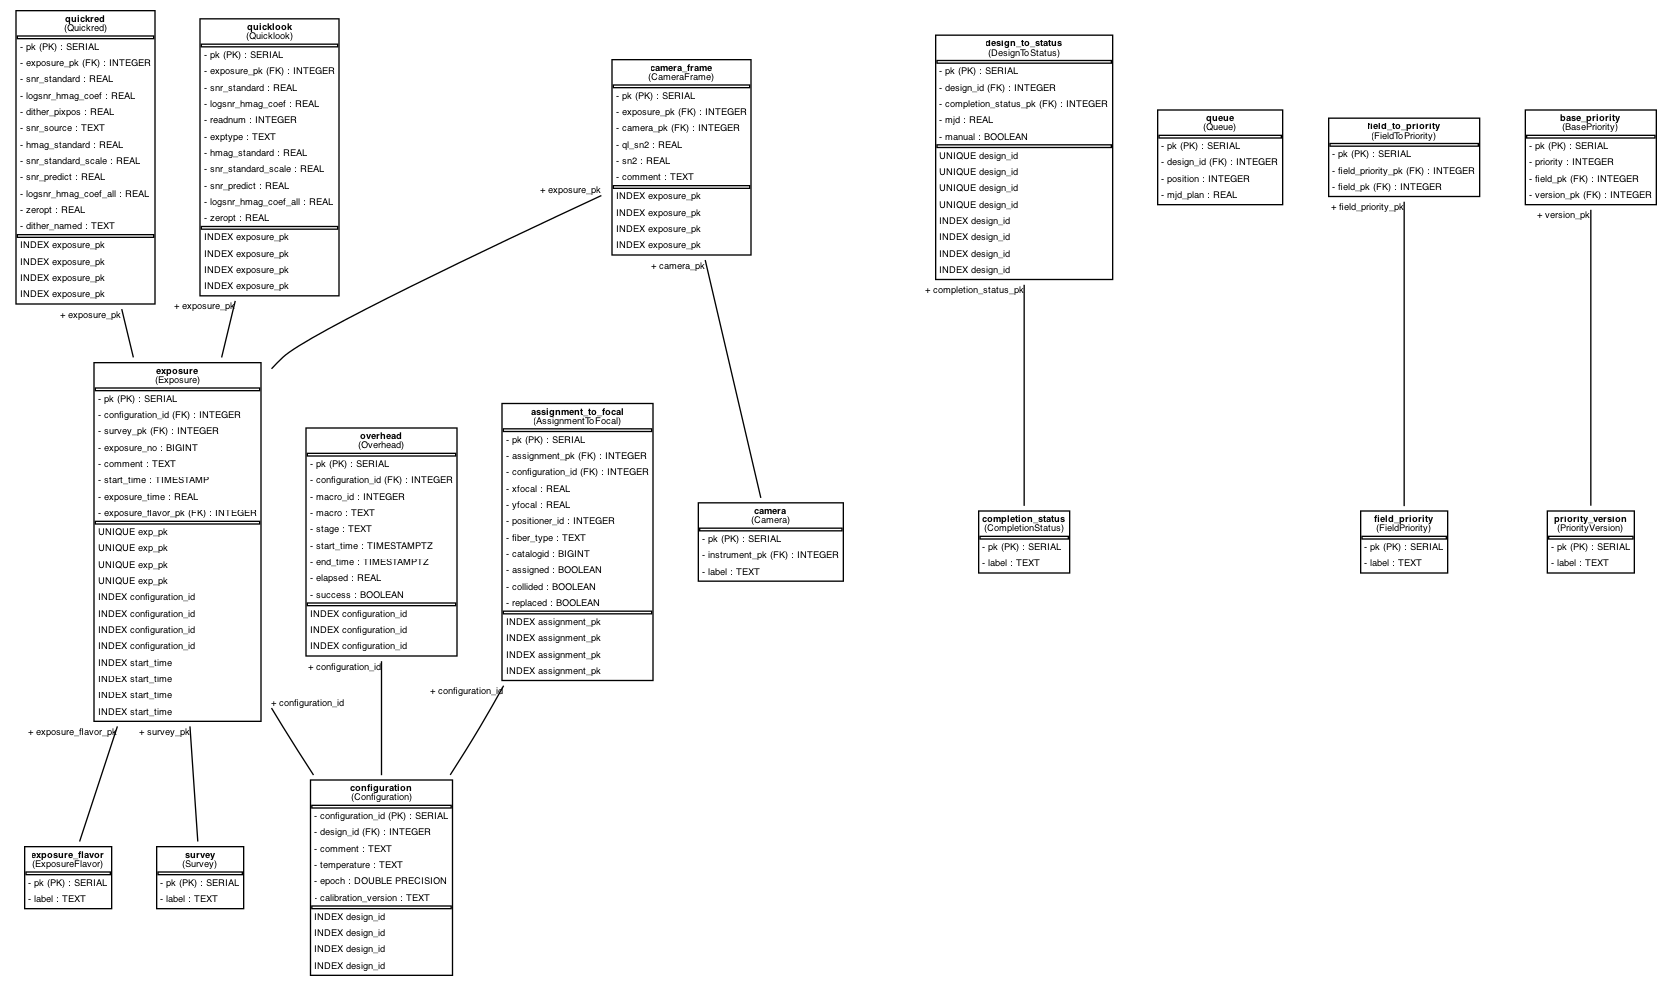 quickred
(Quickred)
- pk (PK) : SERIAL
- exposure_pk (FK) : INTEGER
- snr_standard : REAL
- logsnr_hmag_coef : REAL
- dither_pixpos : REAL
- snr_source : TEXT
- hmag_standard : REAL
- snr_standard_scale : REAL
- snr_predict : REAL
- logsnr_hmag_coef_all : REAL
- zeropt : REAL
- dither_named : TEXT
INDEX exposure_pk
INDEX exposure_pk
INDEX exposure_pk
INDEX exposure_pk
+ exposure_pk
quicklook
(Quicklook)
- pk (PK) : SERIAL
- exposure_pk (FK) : INTEGER
- snr_standard : REAL
- logsnr_hmag_coef : REAL
- readnum : INTEGER
- exptype : TEXT
- hmag_standard : REAL
- snr_standard_scale : REAL
- snr_predict : REAL
- logsnr_hmag_coef_all : REAL
- zeropt : REAL
INDEX exposure_pk
INDEX exposure_pk
INDEX exposure_pk
INDEX exposure_pk
+ exposure_pk
camera_frame
(CameraFrame)
- pk (PK) : SERIAL
- exposure_pk (FK) : INTEGER
- camera_pk (FK) : INTEGER
- ql_sn2 : REAL
- sn2 : REAL
- comment : TEXT
INDEX exposure_pk
INDEX exposure_pk
INDEX exposure_pk
INDEX exposure_pk
+ exposure_pk
+ camera_pk
design_to_status
(DesignToStatus)
- pk (PK) : SERIAL
- design_id (FK) : INTEGER
- completion_status_pk (FK) : INTEGER
- mjd : REAL
- manual : BOOLEAN
UNIQUE design_id
UNIQUE design_id
UNIQUE design_id
UNIQUE design_id
INDEX design_id
INDEX design_id
INDEX design_id
INDEX design_id
+ completion_status_pk
queue
(Queue)
- pk (PK) : SERIAL
- design_id (FK) : INTEGER
- position : INTEGER
- mjd_plan : REAL
field_to_priority
(FieldToPriority)
- pk (PK) : SERIAL
- field_priority_pk (FK) : INTEGER
- field_pk (FK) : INTEGER
+ field_priority_pk
base_priority
(BasePriority)
- pk (PK) : SERIAL
- priority : INTEGER
- field_pk (FK) : INTEGER
- version_pk (FK) : INTEGER
+ version_pk
exposure
(Exposure)
- pk (PK) : SERIAL
- configuration_id (FK) : INTEGER
- survey_pk (FK) : INTEGER
- exposure_no : BIGINT
- comment : TEXT
- start_time : TIMESTAMP
- exposure_time : REAL
- exposure_flavor_pk (FK) : INTEGER
UNIQUE exp_pk
UNIQUE exp_pk
UNIQUE exp_pk
UNIQUE exp_pk
INDEX configuration_id
INDEX configuration_id
INDEX configuration_id
INDEX configuration_id
INDEX start_time
INDEX start_time
INDEX start_time
INDEX start_time
+ exposure_flavor_pk
+ survey_pk
+ configuration_id
overhead
(Overhead)
- pk (PK) : SERIAL
- configuration_id (FK) : INTEGER
- macro_id : INTEGER
- macro : TEXT
- stage : TEXT
- start_time : TIMESTAMPTZ
- end_time : TIMESTAMPTZ
- elapsed : REAL
- success : BOOLEAN
INDEX configuration_id
INDEX configuration_id
INDEX configuration_id
+ configuration_id
assignment_to_focal
(AssignmentToFocal)
- pk (PK) : SERIAL
- assignment_pk (FK) : INTEGER
- configuration_id (FK) : INTEGER
- xfocal : REAL
- yfocal : REAL
- positioner_id : INTEGER
- fiber_type : TEXT
- catalogid : BIGINT
- assigned : BOOLEAN
- collided : BOOLEAN
- replaced : BOOLEAN
INDEX assignment_pk
INDEX assignment_pk
INDEX assignment_pk
INDEX assignment_pk
+ configuration_id
camera
(Camera)
- pk (PK) : SERIAL
- instrument_pk (FK) : INTEGER
- label : TEXT
completion_status
(CompletionStatus)
- pk (PK) : SERIAL
- label : TEXT
field_priority
(FieldPriority)
- pk (PK) : SERIAL
- label : TEXT
priority_version
(PriorityVersion)
- pk (PK) : SERIAL
- label : TEXT
exposure_flavor
(ExposureFlavor)
- pk (PK) : SERIAL
- label : TEXT
survey
(Survey)
- pk (PK) : SERIAL
- label : TEXT
configuration
(Configuration)
- configuration_id (PK) : SERIAL
- design_id (FK) : INTEGER
- comment : TEXT
- temperature : TEXT
- epoch : DOUBLE PRECISION
- calibration_version : TEXT
INDEX design_id
INDEX design_id
INDEX design_id
INDEX design_id